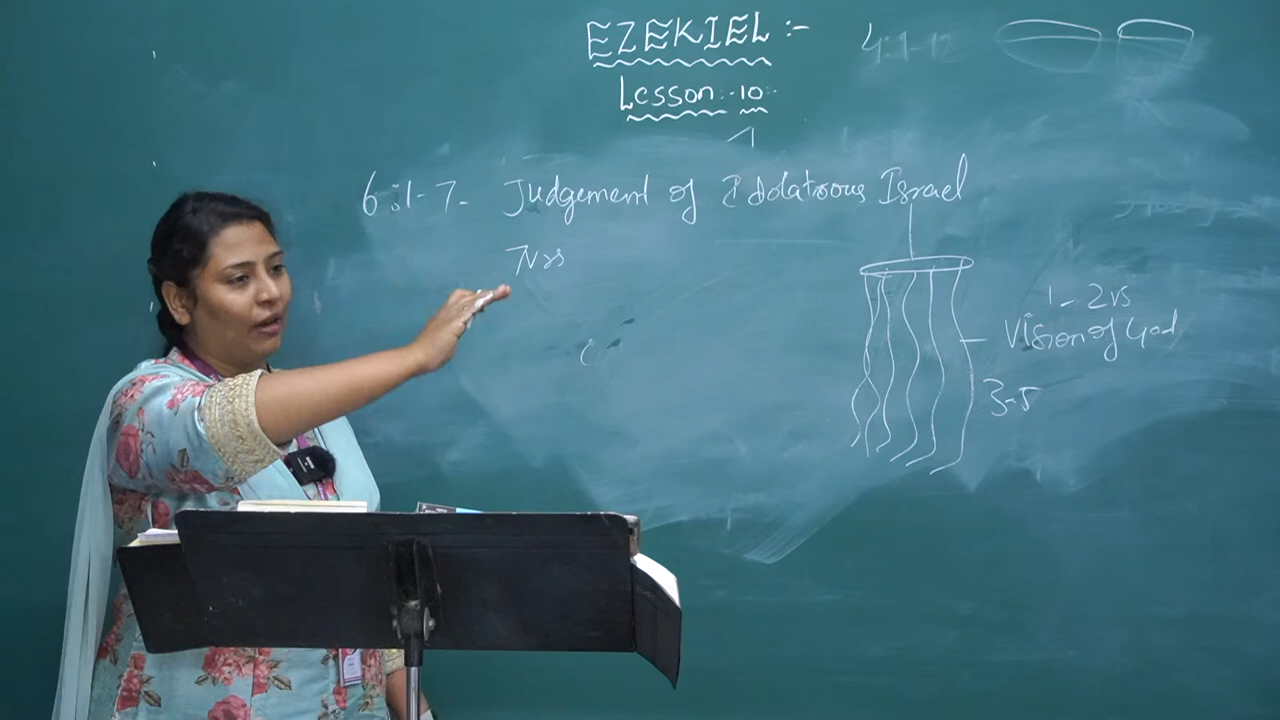 EZEKIEL :-
4:1-12
Lesson :- 10 :-
6:1-7- Judgement of Idolatrous Israel
1-2 vs
Vision of God
3-5